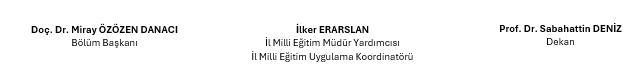 Doç. Dr. Miray ÖZÖZEN DANACI
Bölüm Başkanı
İlker ERARSLAN
İl Milli Eğitim Müdür Yardımcısı
İl Milli Eğitim Uygulama Koordinatörü
Prof. Dr. Sabahattin DENİZ
Dekan